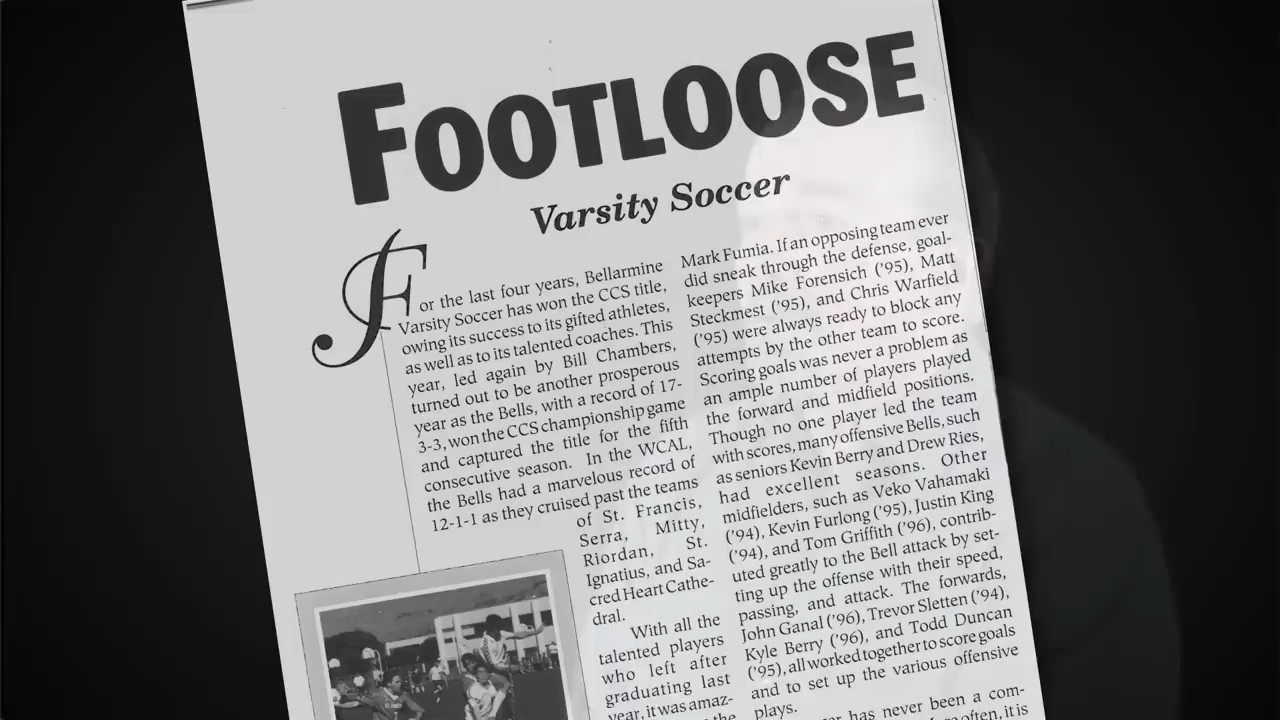 FOOTLOOSE
Varsity Soccer
For the last four years, Bellarmine
Varsity Soccer has won the CCS title,
owing its success to its gifted athletes,
as well as to its talented coaches. This
year, led again by Bill Chambers,
turned out to be another prosperous
year as the Bells, with a record of 17-
3-3, won the CCS championship game
and captured the title for the fifth
consecutive season. In the WCAL,
the Bells had a marvelous record of
12-1-1 as they cruised past the teams
of St. Francis,
Serra, Mitty,
Riordan, St.
Ignatius, and Sa-
cred Heart Cathe-
dral.
With all the
talented players
who left after
graduating last
year, it was amaz-
the
Mark Fumia. If an opposing team ever
did sneak through the defense, goal-
keepers Mike Forensich ('95), Matt
Steckmest ('95), and Chris Warfield
('95) were always ready to block any
attempts by the other team to score.
Scoring goals was never a problem as
an ample number of players played
the forward and midfield positions.
Though no one player led the team
with scores, many offensive Bells, such
as seniors Kevin Berry and Drew Ries,
had excellent seasons. Other
midfielders, such as Veko Vahamaki
('94), Kevin Furlong ('95), Justin King
('94), and Tom Griffith ('96), contrib-
uted greatly to the Bell attack by set-
ting up the offense with their speed,
passing, and attack. The forwards,
John Ganal ('96), Trevor Sletten ('94),
Kyle Berry ('96), and Todd Duncan
('95), all worked together to score goals
and to set up the various offensive
plays.
has never been a com-
often, it is